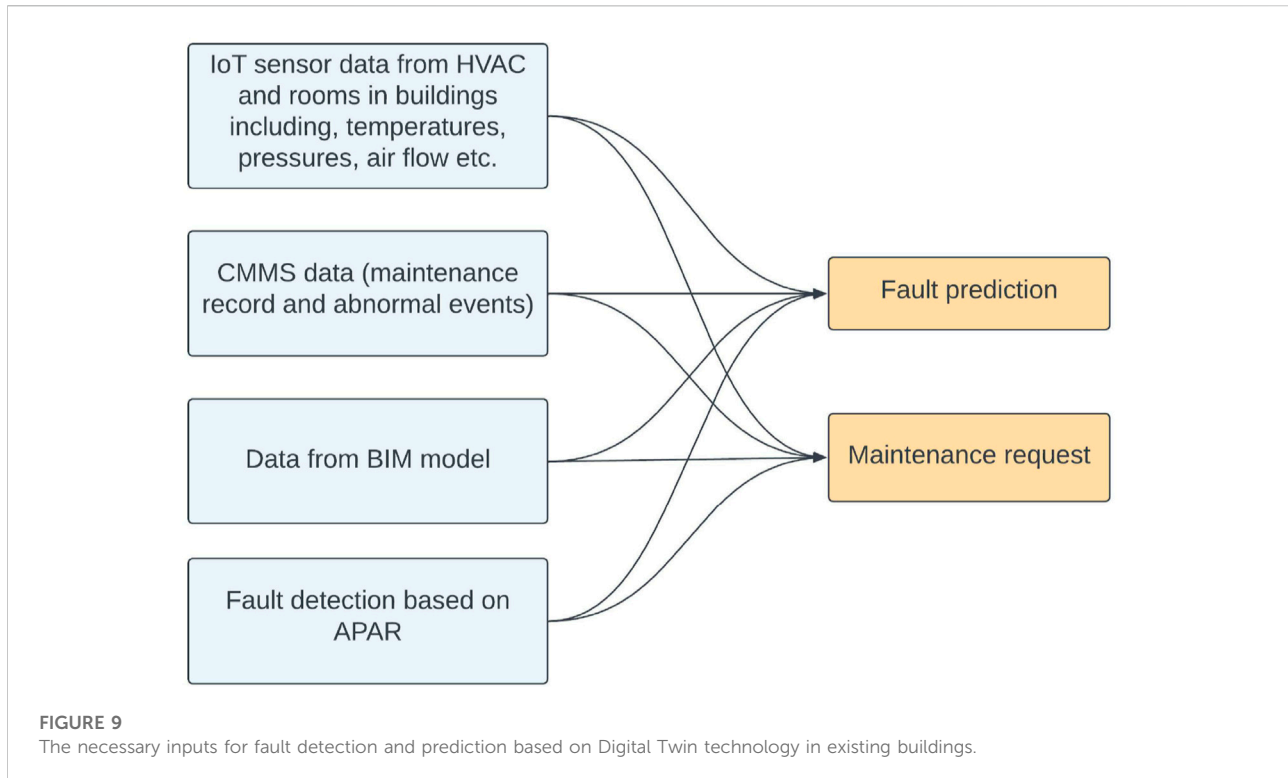 IoT sensor data from HVAC
and rooms in buildings
including, temperatures,
pressures, air flow etc.
CMMS data (maintenance
record and abnormal events)
Data from BIM model
Fault detection based on
APAR
Fault prediction
Maintenance request
FIGURE 9
The necessary inputs for fault detection and prediction based on Digital Twin technology in existing buildings.